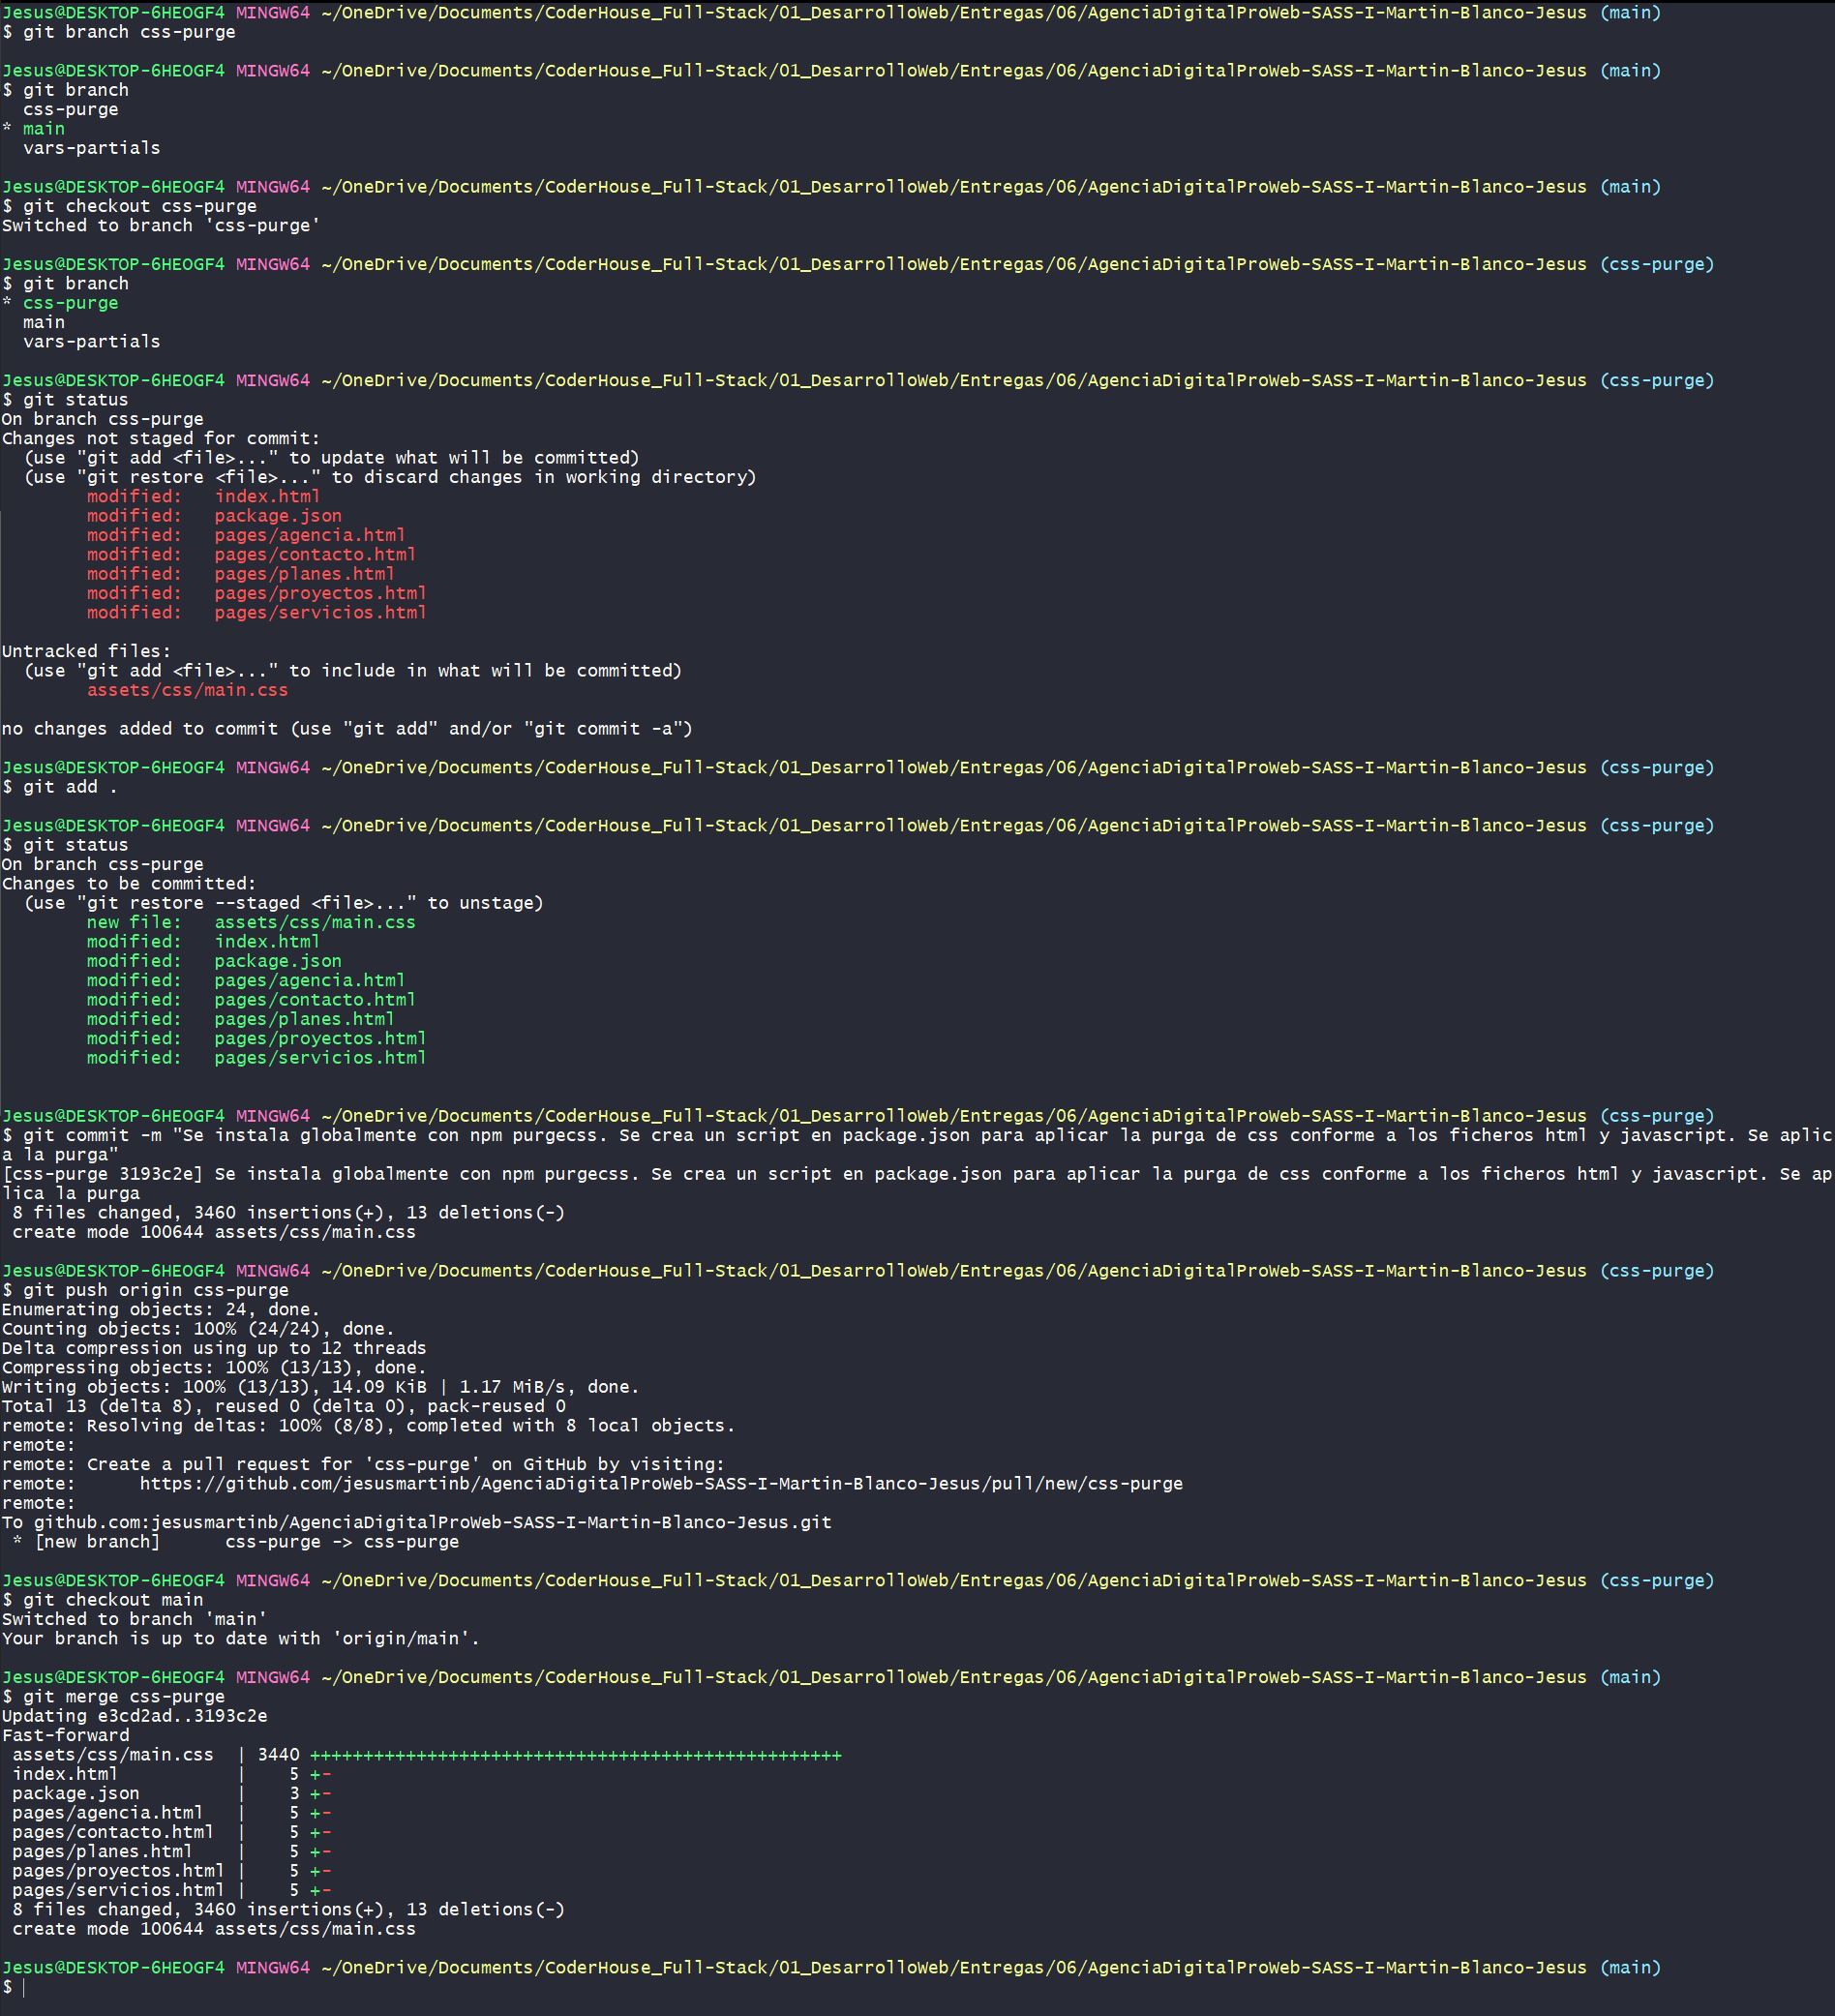 Jesus@DESKTOP-6HEOGF4 MINGW64 ~/OneDrive/Documents/CoderHouse_Full-Stack/01_DesarrolloWeb/Entregas/06/AgenciaDigitalProWeb-SASS-I-Martin-Blanco-Jesus (main)
$ git branch css-purge
Jesus@DESKTOP-6HEOGF4 MINGW64 ~/OneDrive/Documents/CoderHouse_Full-Stack/01_DesarrolloWeb/Entregas/06/AgenciaDigitalProWeb-SASS-I-Martin-Blanco-Jesus (main)
$ git branch
  css-purge
* main
  vars-partials
Jesus@DESKTOP-6HEOGF4 MINGW64 ~/OneDrive/Documents/CoderHouse_Full-Stack/01_DesarrolloWeb/Entregas/06/AgenciaDigitalProWeb-SASS-I-Martin-Blanco-Jesus (main)
$ git checkout css-purge
Switched to branch 'css-purge'
Jesus@DESKTOP-6HEOGF4 MINGW64 ~/OneDrive/Documents/CoderHouse_Full-Stack/01_DesarrolloWeb/Entregas/06/AgenciaDigitalProWeb-SASS-I-Martin-Blanco-Jesus (css-purge)
$ git branch
* css-purge
  main
  vars-partials
Jesus@DESKTOP-6HEOGF4 MINGW64 ~/OneDrive/Documents/CoderHouse_Full-Stack/01_DesarrolloWeb/Entregas/06/AgenciaDigitalProWeb-SASS-I-Martin-Blanco-Jesus (css-purge)
$ git status
On branch css-purge
Changes not staged for commit:
  (use "git add <file>..." to update what will be committed)
  (use "git restore <file>..." to discard changes in working directory)
        modified:   index.html
        modified:   package.json
        modified:   pages/agencia.html
        modified:   pages/contacto.html
        modified:   pages/planes.html
        modified:   pages/proyectos.html
        modified:   pages/servicios.html
Untracked files:
  (use "git add <file>..." to include in what will be committed)
        assets/css/main.css
no changes added to commit (use "git add" and/or "git commit -a")
Jesus@DESKTOP-6HEOGF4 MINGW64 ~/OneDrive/Documents/CoderHouse_Full-Stack/01_DesarrolloWeb/Entregas/06/AgenciaDigitalProWeb-SASS-I-Martin-Blanco-Jesus (css-purge)
$ git add .
Jesus@DESKTOP-6HEOGF4 MINGW64 ~/OneDrive/Documents/CoderHouse_Full-Stack/01_DesarrolloWeb/Entregas/06/AgenciaDigitalProWeb-SASS-I-Martin-Blanco-Jesus (css-purge)
$ git status
On branch css-purge
Changes to be committed:
  (use "git restore --staged <file>..." to unstage)
        new file:   assets/css/main.css
        modified:   index.html
        modified:   package.json
        modified:   pages/agencia.html
        modified:   pages/contacto.html
        modified:   pages/planes.html
        modified:   pages/proyectos.html
        modified:   pages/servicios.html
Jesus@DESKTOP-6HEOGF4 MINGW64 ~/OneDrive/Documents/CoderHouse_Full-Stack/01_DesarrolloWeb/Entregas/06/AgenciaDigitalProWeb-SASS-I-Martin-Blanco-Jesus (css-purge)
$ git commit -m "Se instala globalmente con npm purgecss. Se crea un script en package.json para aplicar la purga de css conforme a los ficheros html y javascript. Se aplic
a la purga"
[css-purge 3193c2e] Se instala globalmente con npm purgecss. Se crea un script en package.json para aplicar la purga de css conforme a los ficheros html y javascript. Se ap
lica la purga
 8 files changed, 3460 insertions(+), 13 deletions(-)
 create mode 100644 assets/css/main.css
Jesus@DESKTOP-6HEOGF4 MINGW64 ~/OneDrive/Documents/CoderHouse_Full-Stack/01_DesarrolloWeb/Entregas/06/AgenciaDigitalProWeb-SASS-I-Martin-Blanco-Jesus (css-purge)
$ git push origin css-purge
Enumerating objects: 24, done.
Counting objects: 100% (24/24), done.
Delta compression using up to 12 threads
Compressing objects: 100% (13/13), done.
Writing objects: 100% (13/13), 14.09 KiB | 1.17 MiB/s, done.
Total 13 (delta 8), reused 0 (delta 0), pack-reused 0
remote: Resolving deltas: 100% (8/8), completed with 8 local objects.
remote:
remote: Create a pull request for 'css-purge' on GitHub by visiting:
remote:      https://github.com/jesusmartinb/AgenciaDigitalProWeb-SASS-I-Martin-Blanco-Jesus/pull/new/css-purge
remote:
To github.com:jesusmartinb/AgenciaDigitalProWeb-SASS-I-Martin-Blanco-Jesus.git
 * [new branch]      css-purge -> css-purge
Jesus@DESKTOP-6HEOGF4 MINGW64 ~/OneDrive/Documents/CoderHouse_Full-Stack/01_DesarrolloWeb/Entregas/06/AgenciaDigitalProWeb-SASS-I-Martin-Blanco-Jesus (css-purge)
$ git checkout main
Switched to branch 'main'
Your branch is up to date with 'origin/main'.
Jesus@DESKTOP-6HEOGF4 MINGW64 ~/OneDrive/Documents/CoderHouse_Full-Stack/01_DesarrolloWeb/Entregas/06/AgenciaDigitalProWeb-SASS-I-Martin-Blanco-Jesus (main)
$ git merge css-purge
Updating e3cd2ad..3193c2e
Fast-forward
 assets/css/main.css  | 3440 ++++++++++++++++++++++++++++++++++++++++++++++++++
 index.html           |    5 +-
 package.json         |    3 +-
 pages/agencia.html   |    5 +-
 pages/contacto.html  |    5 +-
 pages/planes.html    |    5 +-
 pages/proyectos.html |    5 +-
 pages/servicios.html |    5 +-
 8 files changed, 3460 insertions(+), 13 deletions(-)
 create mode 100644 assets/css/main.css
Jesus@DESKTOP-6HEOGF4 MINGW64 ~/OneDrive/Documents/CoderHouse_Full-Stack/01_DesarrolloWeb/Entregas/06/AgenciaDigitalProWeb-SASS-I-Martin-Blanco-Jesus (main)
$